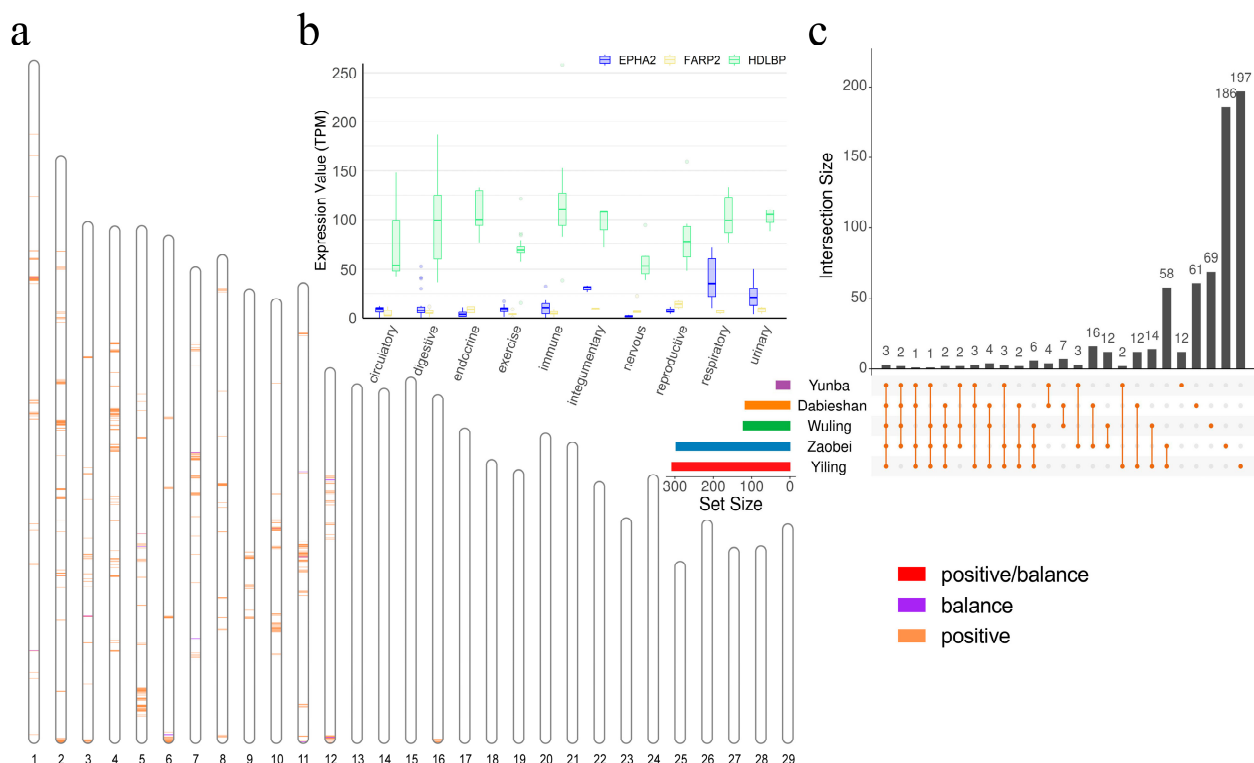 a
b
c
EPHA2 FARP2 HDLBP
Expression Value (TPM)
250
200
150
100
50
0
circulatory
digestive
endocrine
exercise
immune
integumentary
nervous
reproductive
respiratory
urinary
Intersection Size
200
150
100
50
0
3 2 1 1 2 2 3 4 3 2 6 4 7 3 16 12 2 12 14 58 12 61 69 186 197
Yunba
Dabieshan
Wuling
Zaobei
Yiling
300 200 100 0
Set Size
positive/balance
balance
positive
1 2 3 4 5 6 7 8 9 10 11 12 13 14 15 16 17 18 19 20 21 22 23 24 25 26 27 28 29